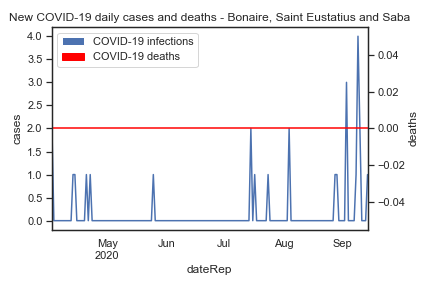 New COVID-19 daily cases and deaths - Bonaire, Saint Eustatius and Saba
COVID-19 infections
COVID-19 deaths
4.0
3.5
3.0
2.5
2.0
1.5
1.0
0.5
0.0
cases
0.04
0.02
0.00
−0.02
−0.04
deaths
May
2020
Jun
Jul
Aug
Sep
dateRep